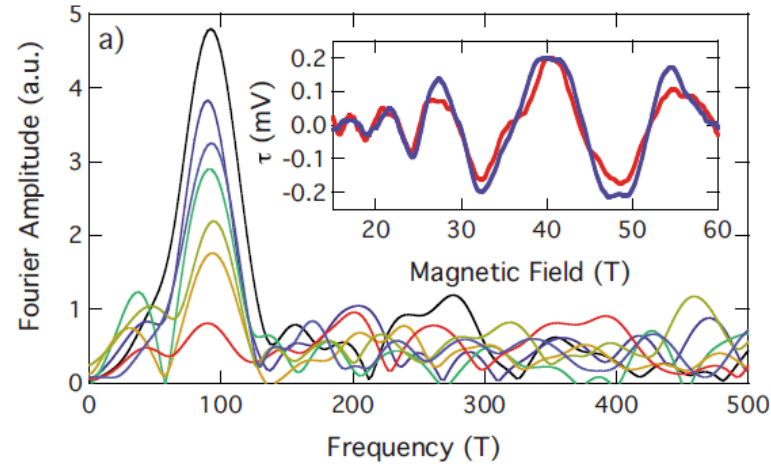 a)
5
4
3
2
1
0
Fourier Amplitude (a.u.)
0 100 200 300 400 500
Frequency (T)
0.2
0.1
0.0
-0.1
-0.2
τ (mV)
20 30 40 50 60
Magnetic Field (T)